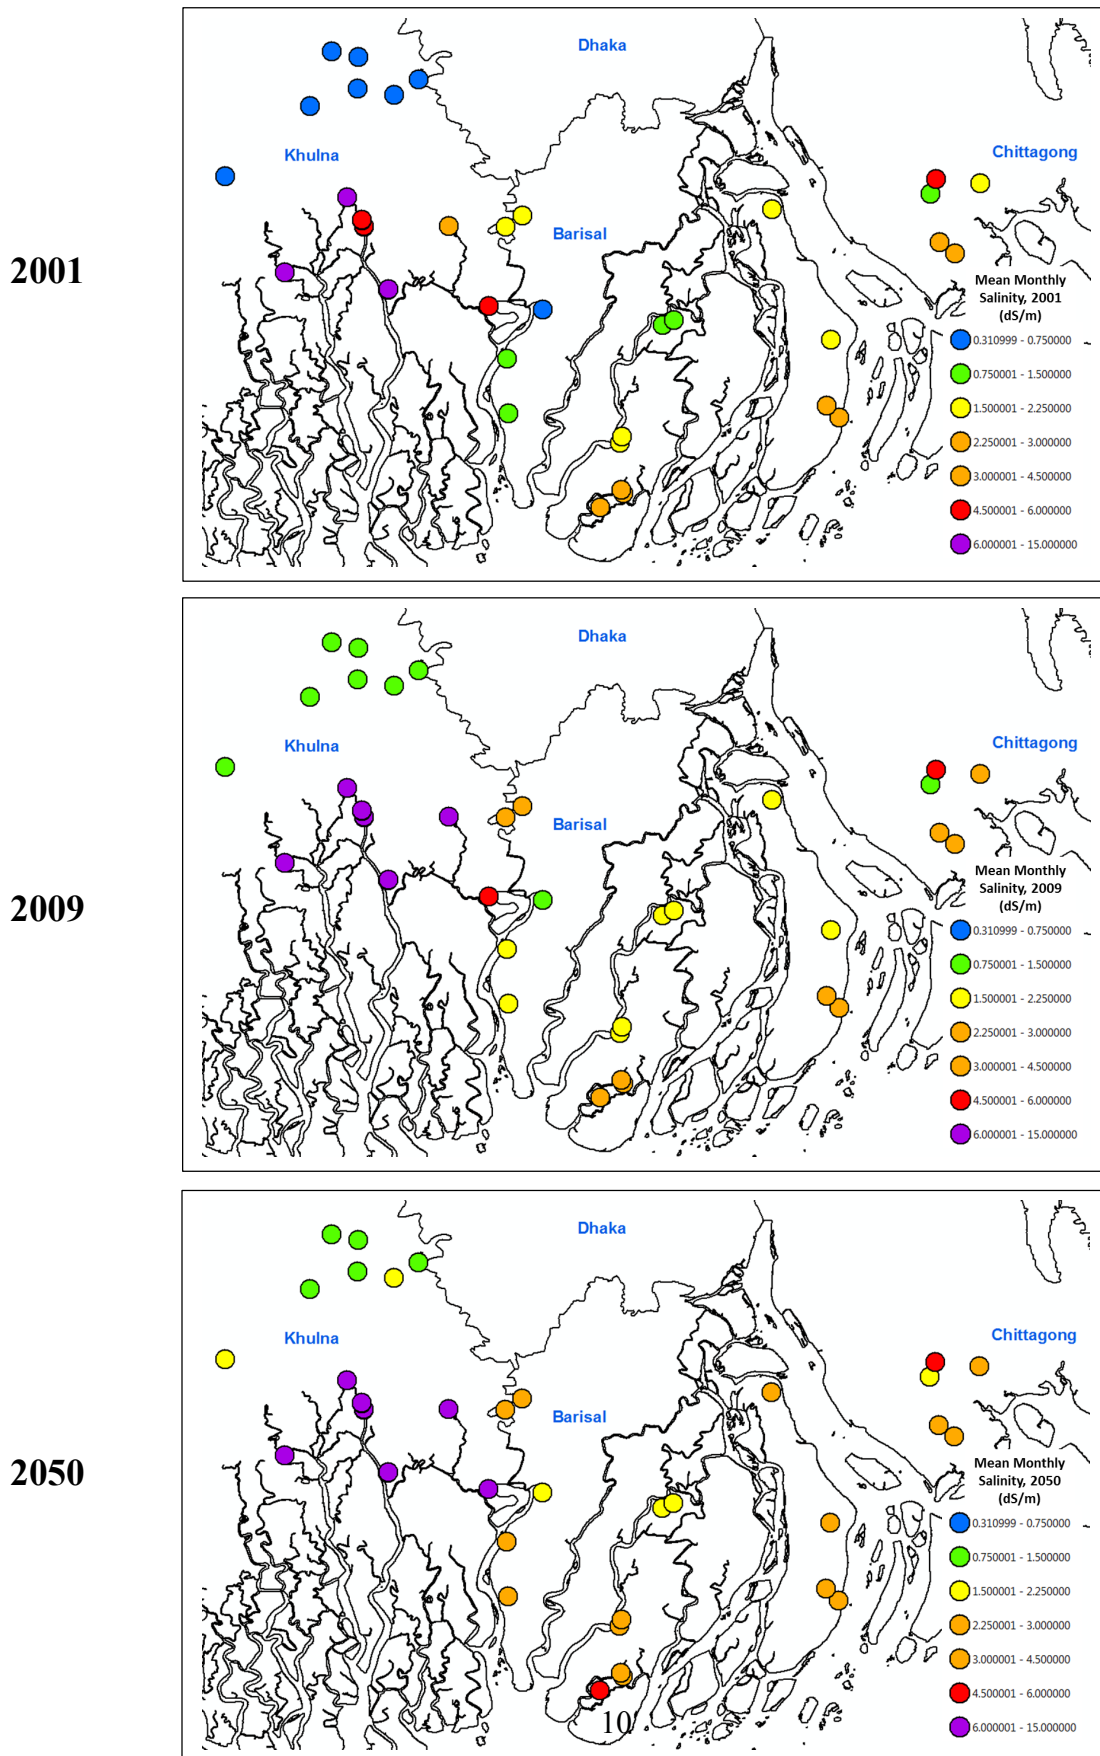 Dhaka
Khulna
Chittagong
Barisal
2001
Mean Monthly
Salinity, 2001
(dS/m)
0.310999 - 0.750000
0.750001 - 1.500000
1.500001 - 2.250000
2.250001 - 3.000000
3.000001 - 4.500000
4.500001 - 6.000000
6.000001 - 15.000000
Dhaka
Khulna
Chittagong
Barisal
2009
Mean Monthly
Salinity, 2009
(dS/m)
0.310999 - 0.750000
0.750001 - 1.500000
1.500001 - 2.250000
2.250001 - 3.000000
3.000001 - 4.500000
4.500001 - 6.000000
6.000001 - 15.000000
Dhaka
Khulna
Chittagong
Barisal
2050
Mean Monthly
Salinity, 2050
(dS/m)
0.310999 - 0.750000
0.750001 - 1.500000
1.500001 - 2.250000
2.250001 - 3.000000
3.000001 - 4.500000
4.500001 - 6.000000
6.000001 - 15.000000
10